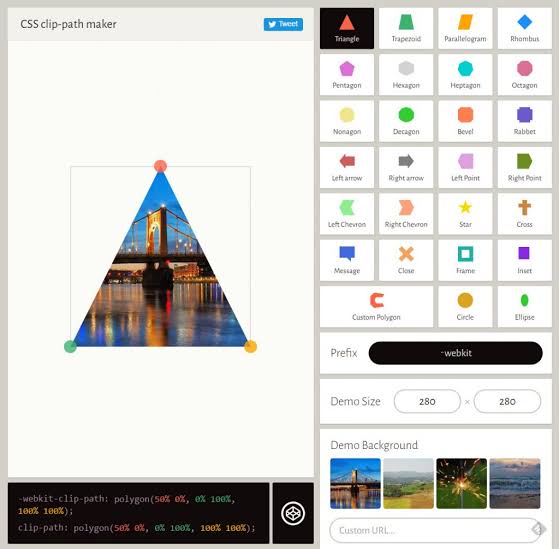 CSS clip-path maker
Tweet
Triangle
Trapezoid
Parallelogram
Rhombus
Pentagon
Hexagon
Heptagon
Octagon
Nonagon
Decagon
Bevel
Rabbet
Left arrow
Right arrow
Left Point
Right Point
Left Chevron
Right Chevron
Star
Cross
Message
Close
Frame
Inset
Custom Polygon
Circle
Ellipse
Prefix
-webkit
Demo Size
280
×
280
Demo Background
Custom URL...
-webkit-clip-path: polygon(50% 0%, 0% 100%,
100% 100%);
clip-path: polygon(50% 0%, 0% 100%, 100% 100%);